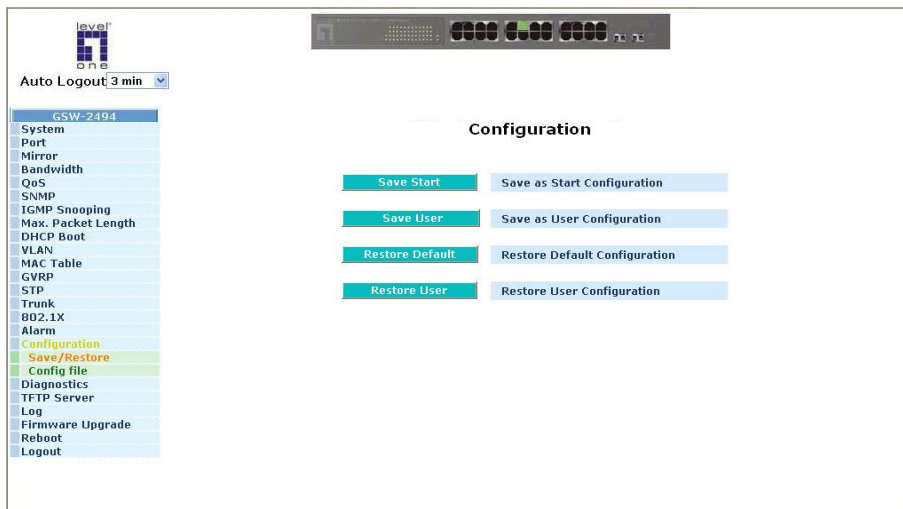 level
one
Auto Logout 3 min
GSW-2494
System
Port
Mirror
Bandwidth
QoS
SNMP
IGMP Snooping
Max. Packet Length
DHCP Boot
VLAN
MAC Table
GVRP
STP
Trunk
802.1X
Alarm
Configuration
Save/Restore
Config file
Diagnostics
TFTP Server
Log
Firmware Upgrade
Reboot
Logout
Configuration
Save Start Save as Start Configuration
Save User Save as User Configuration
Restore Default Restore Default Configuration
Restore User Restore User Configuration